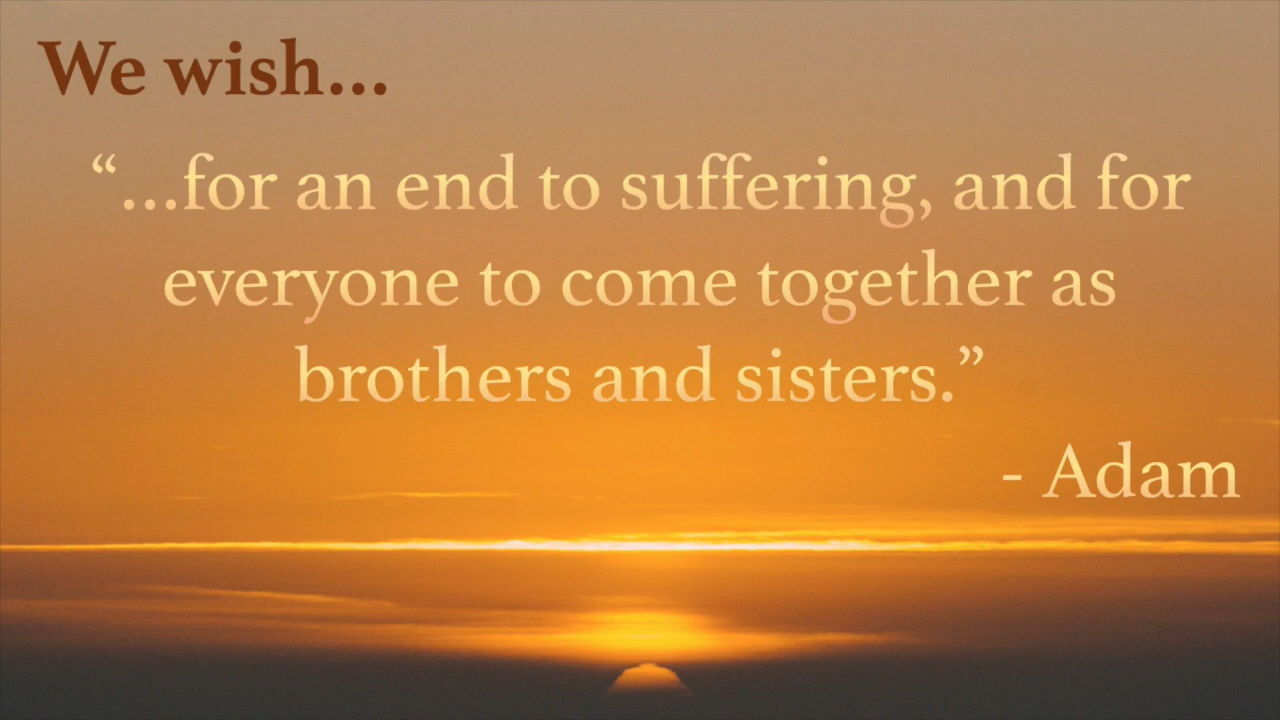 We wish...
“...for an end to suffering, and for
everyone to come together as
brothers and sisters.”
- Adam